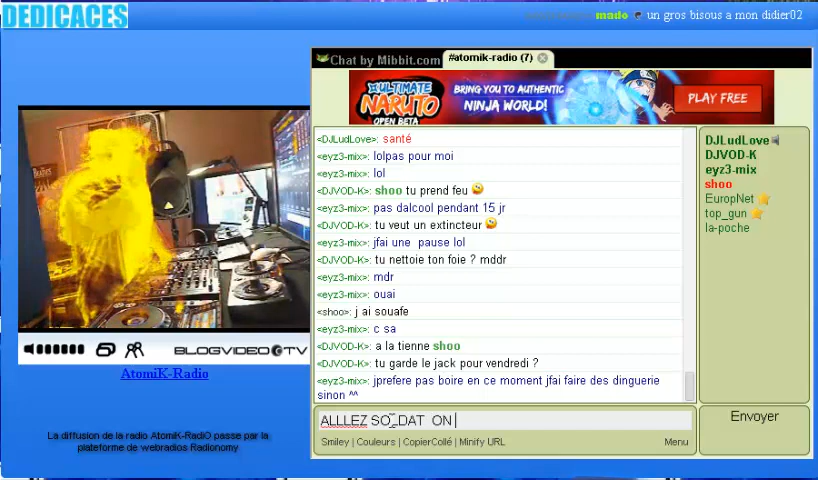 DEDICACES
mado un gros bisous a mon didier02
Chat by Mibbit.com #atomik-radio (7)
ULTIMATE
NARUTO
OPEN BETA
BRING YOU TO AUTHENTIC
NINJA WORLD!
PLAY FREE
<DJLudLove>: santé
<eyz3-mix>: lolpas pour moi
<eyz3-mix>: lol
<DJVOD-K>: shoo tu prend feu
<eyz3-mix>: pas dalcool pendant 15 jr
<DJVOD-K>: tu veut un extincteur
<eyz3-mix>: jfai une pause lol
<DJVOD-K>: tu nettoie ton foie ? mddr
<eyz3-mix>: mdr
<eyz3-mix>: ouai
<shoo>: j ai souafe
<eyz3-mix>: c sa
<DJVOD-K>: a la tienne shoo
<DJVOD-K>: tu garde le jack pour vendredi ?
<eyz3-mix>: jprefere pas boire en ce moment jfai faire des dinguerie
sinon ^^
DJLudLove
DJVOD-K
eyz3-mix
shoo
EuropNet
top_gun
la-poche
ALLLEZ SO_DAT ON
Envoyer
Smiley | Couleurs | CopierCollé | Minify URL
Menu
BLOGVIDEO TV
AtomiK-Radio
La diffusion de la radio AtomiK-RadiO passe par la
plateforme de webradios Radionomy